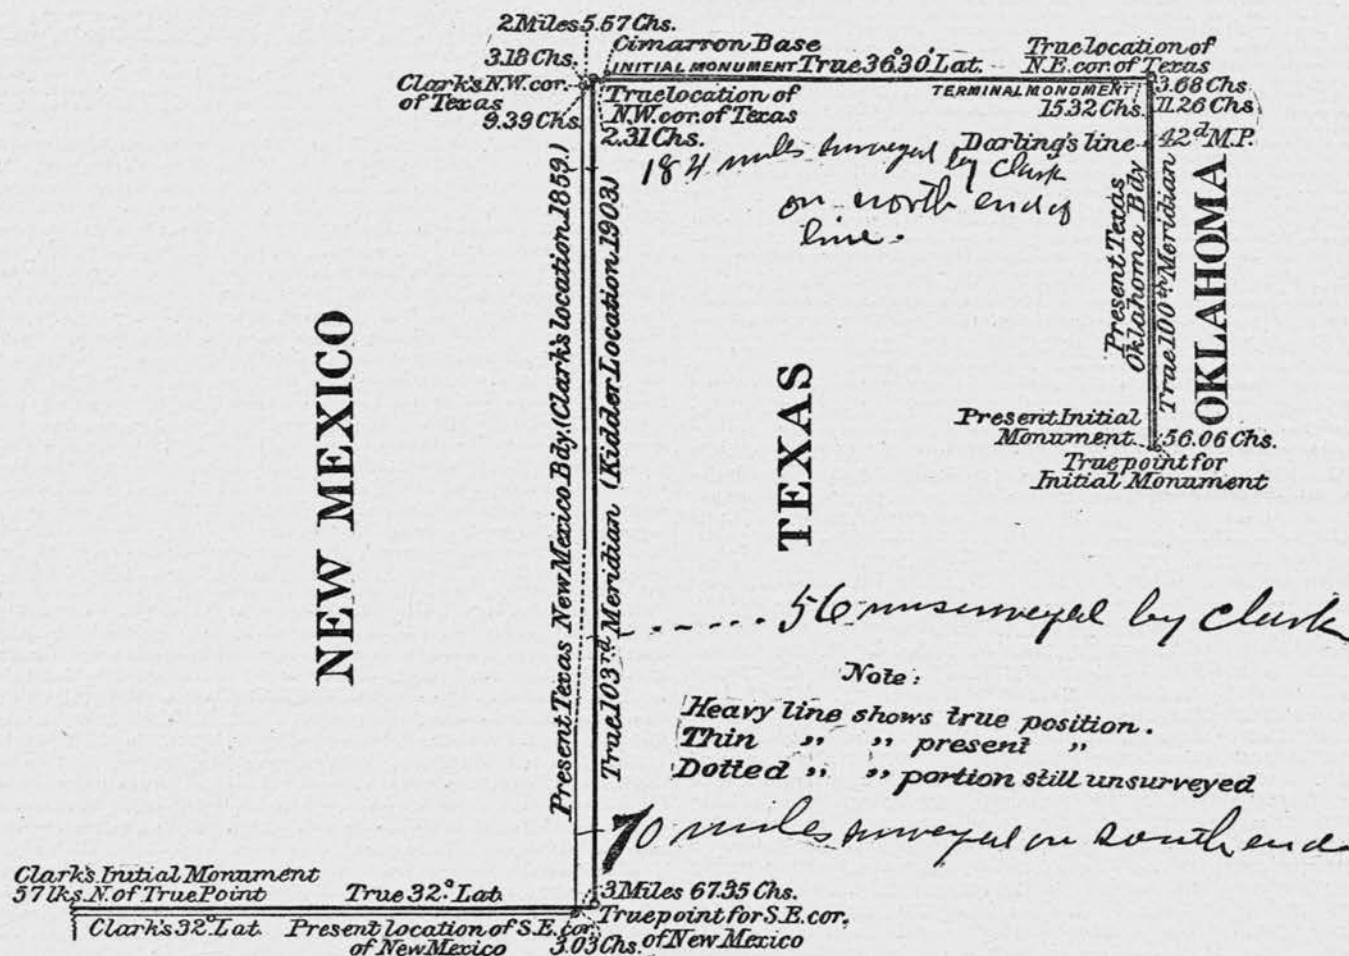 2 Miles 5.57 Chs.
3.18 Chs.
Clark's N.W. cor.
of Texas
9.39 Chs.
Cimarron Base
INITIAL MONUMENT True 36°.30' Lat.
True location of
N.W. cor. of Texas
2.31 Chs.
True location of
N.E. cor. of Texas
TERMINAL MONUMENT
15.32 Chs.
3.68 Chs
11.26 Chs
Darling's line
42d M.P.
184 miles surveyed by Clark
on north end of
line.
Present Texas New Mexico Bdy. (Clark's location. 1859.)
True 103rd Meridian (Kidder Location. 1903)
Present Texas
Oklahoma Bdy
True 100th Meridian
OKLAHOMA
NEW MEXICO
TEXAS
Present Initial
Monument
56.06 Chs.
True point for
Initial Monument
56 unsurveyed by Clark
Note:
Heavy line shows true position.
Thin " " present "
Dotted " " portion still unsurveyed
70 miles surveyed on south end
Clark's Initial Monument
57 lks. N. of True Point
True 32°. Lat.
Clark's 32° Lat.
Present location of S.E. cor.
of New Mexico
3 Miles 67.35 Chs.
True point for S.E. cor.
of New Mexico
3.03 Chs.